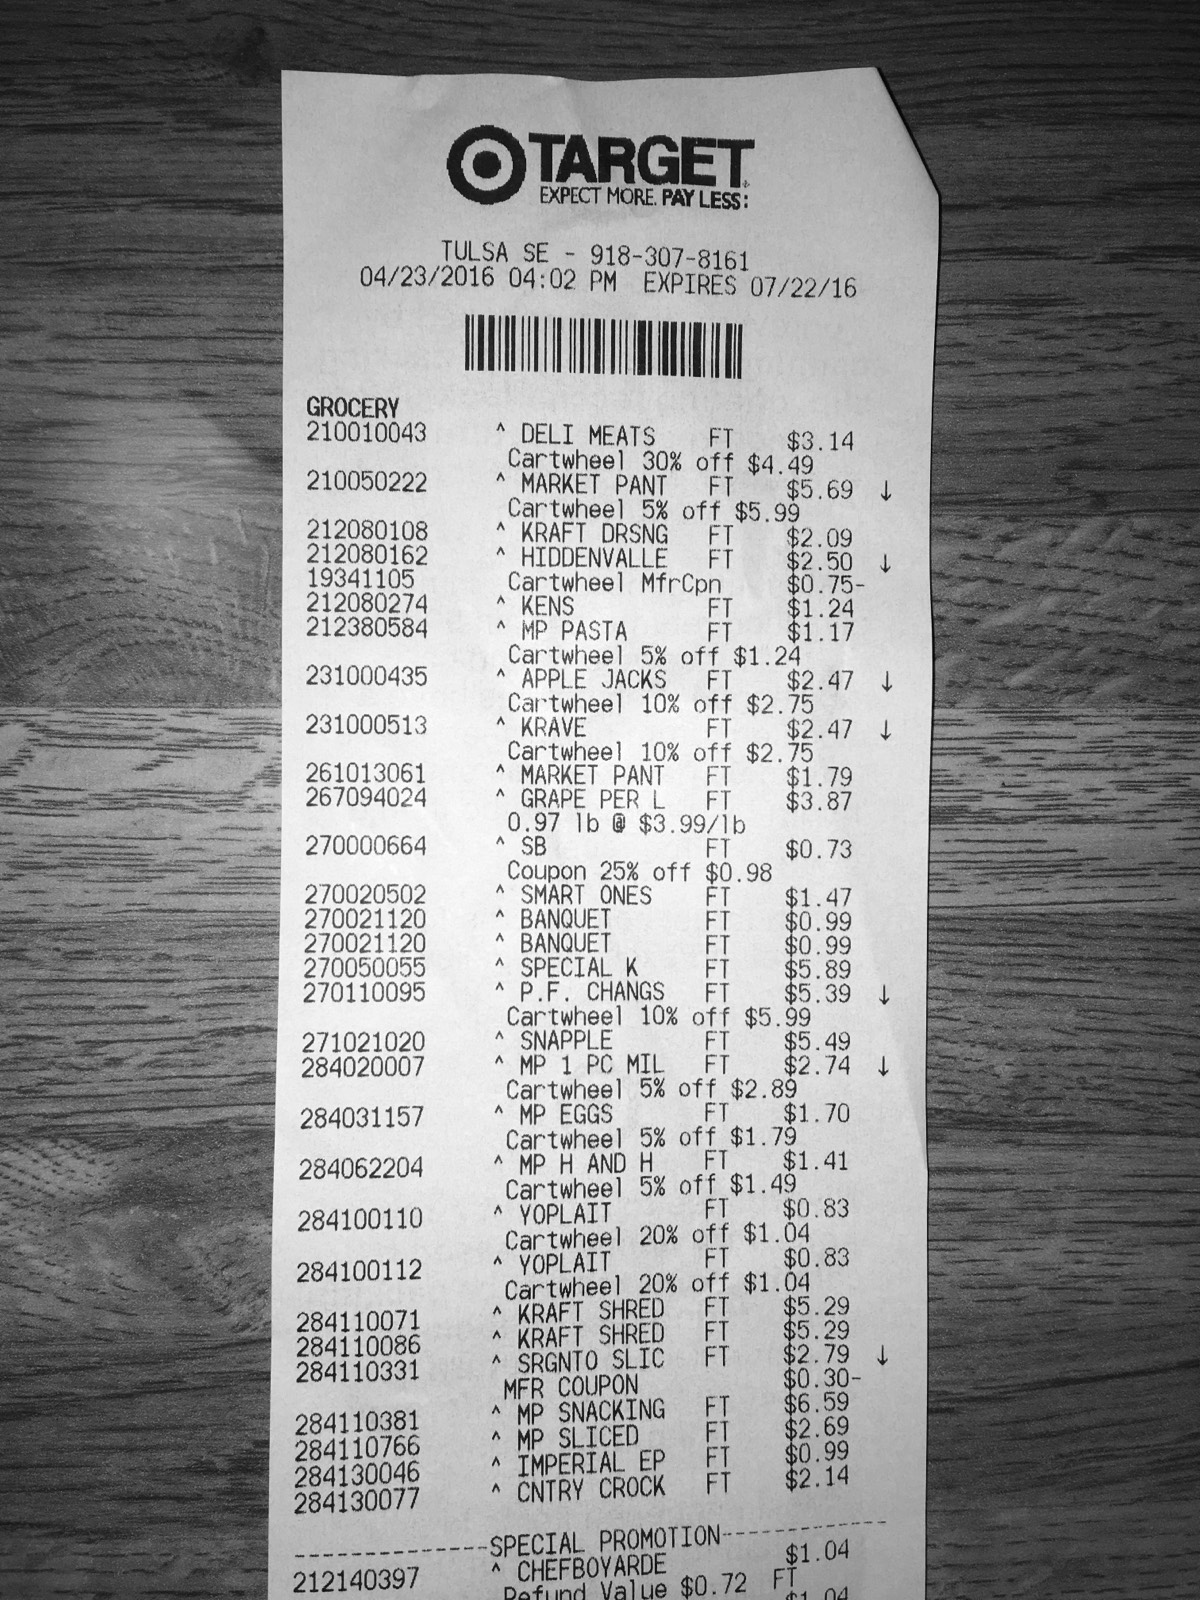 TARGET
EXPECT MORE. PAY LESS.
TULSA SE - 918-307-8161
04/23/2016 04:02 PM EXPIRES 07/22/16
GROCERY
210010043 ^ DELI MEATS FT $3.14
Cartwheel 30% off $4.49
210050222 ^ MARKET PANT FT $5.69 ↓
Cartwheel 5% off $5.99
212080108 ^ KRAFT DRSNG FT $2.09
212080162 ^ HIDDENVALLE FT $2.50 ↓
19341105 Cartwheel MfrCpn $0.75-
212080274 ^ KENS FT $1.24
212380584 ^ MP PASTA FT $1.17
Cartwheel 5% off $1.24
231000435 ^ APPLE JACKS FT $2.47 ↓
Cartwheel 10% off $2.75
231000513 ^ KRAVE FT $2.47 ↓
Cartwheel 10% off $2.75
261013061 ^ MARKET PANT FT $1.79
267094024 ^ GRAPE PER L FT $3.87
0.97 lb @ $3.99/lb
270000664 ^ SB FT $0.73
Coupon 25% off $0.98
270020502 ^ SMART ONES FT $1.47
270021120 ^ BANQUET FT $0.99
270021120 ^ BANQUET FT $0.99
270050055 ^ SPECIAL K FT $5.89
270110095 ^ P.F. CHANGS FT $5.39 ↓
Cartwheel 10% off $5.99
271021020 ^ SNAPPLE FT $5.49
284020007 ^ MP 1 PC MIL FT $2.74 ↓
Cartwheel 5% off $2.89
284031157 ^ MP EGGS FT $1.70
Cartwheel 5% off $1.79
284062204 ^ MP H AND H FT $1.41
Cartwheel 5% off $1.49
284100110 ^ YOPLAIT FT $0.83
Cartwheel 20% off $1.04
284100112 ^ YOPLAIT FT $0.83
Cartwheel 20% off $1.04
284110071 ^ KRAFT SHRED FT $5.29
284110086 ^ KRAFT SHRED FT $5.29
284110331 ^ SRGNTO SLIC FT $2.79 ↓
MFR COUPON $0.30-
284110381 ^ MP SNACKING FT $6.59
284110766 ^ MP SLICED FT $2.69
284130046 ^ IMPERIAL EP FT $0.99
284130077 ^ CNTRY CROCK FT $2.14
--------------SPECIAL PROMOTION------------
212140397 ^ CHEFBOYARDE $1.04
Refund Value $0.72 FT
$1.04